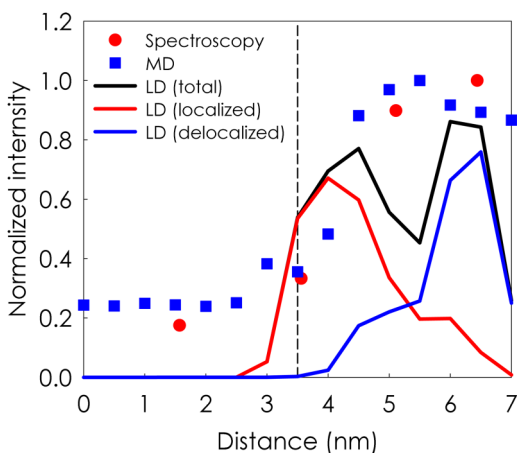 1.2
1.0
0.8
0.6
0.4
0.2
0.0
Normalized internsity
Spectroscopy
MD
LD (total)
LD (localized)
LD (delocalized)
0 1 2 3 4 5 6 7
Distance (nm)